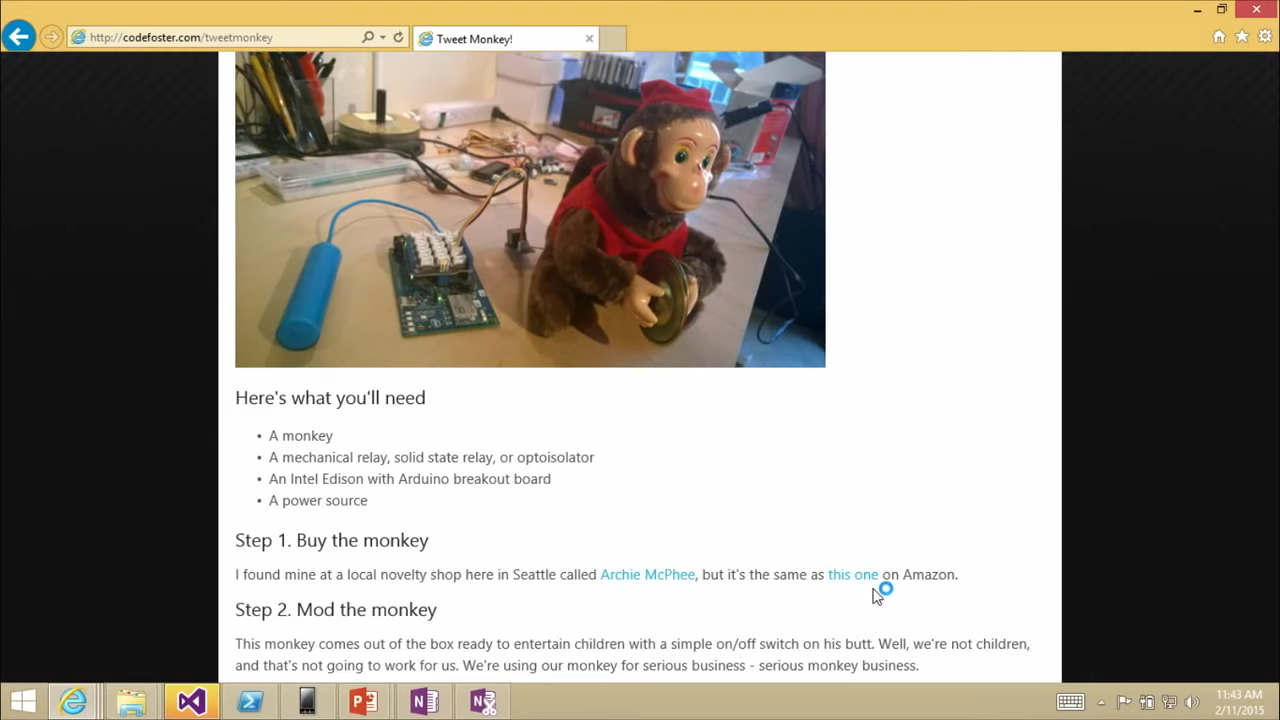 http://codefoster.com/tweetmonkey
Tweet Monkey!
Here's what you'll need
• A monkey
• A mechanical relay, solid state relay, or optoisolator
• An Intel Edison with Arduino breakout board
• A power source
Step 1. Buy the monkey
I found mine at a local novelty shop here in Seattle called Archie McPhee, but it's the same as this one on Amazon.
Step 2. Mod the monkey
This monkey comes out of the box ready to entertain children with a simple on/off switch on his butt. Well, we're not children,
and that's not going to work for us. We're using our monkey for serious business - serious monkey business.
11:43 AM
2/11/2015